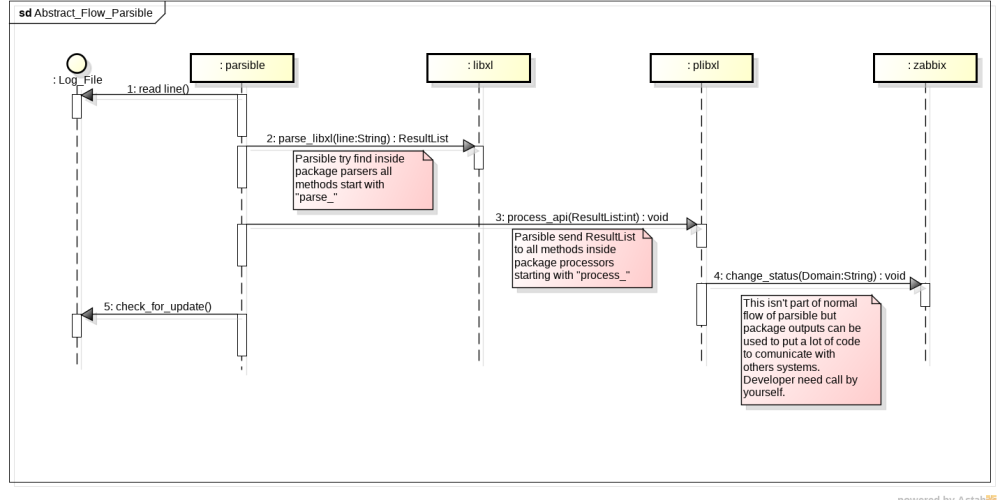 sd Abstract_Flow_Parsible
: Log_File
: parsible
: libxl
: plibxl
: zabbix
1: read line()
2: parse_libxl(line:String) : ResultList
Parsible try find inside
package parsers all
methods start with
"parse_"
3: process_api(ResultList:int) : void
Parsible send ResultList
to all methods inside
package processors
starting with "process_"
4: change_status(Domain:String) : void
This isn't part of normal
flow of parsible but
package outputs can be
used to put a lot of code
to comunicate with
others systems.
Developer need call by
yourself.
5: check_for_update()
powered by